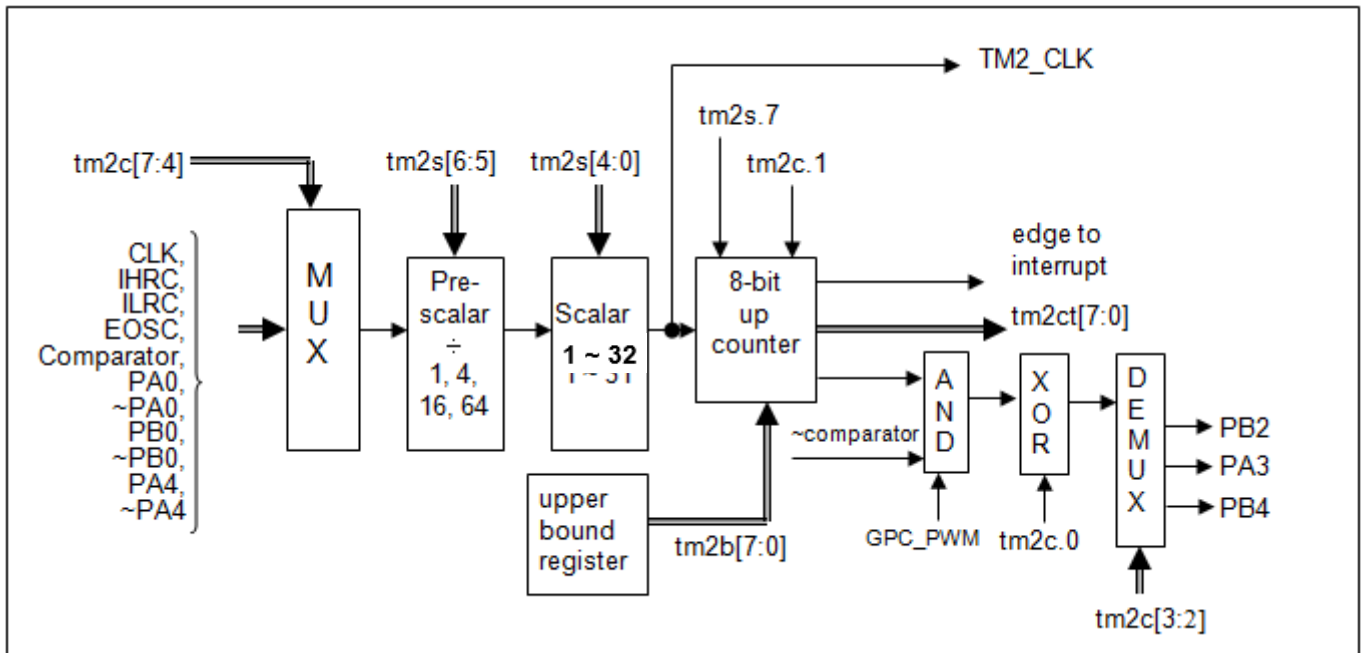 TM2_CLK
tm2s.7
tm2c[7:4]
tm2s[6:5]
tm2s[4:0]
tm2c.1
CLK,
IHRC,
ILRC,
EOSC,
Comparator,
PA0,
~PA0,
PB0,
~PB0,
PA4,
~PA4
M
U
X
Pre-
scalar
÷
1, 4,
16, 64
Scalar
1 ~ 32
8-bit
up
counter
edge to
interrupt
tm2ct[7:0]
~comparator
A
N
D
X
O
R
D
E
M
U
X
PB2
PA3
PB4
upper
bound
register
tm2b[7:0]
GPC_PWM
tm2c.0
tm2c[3:2]